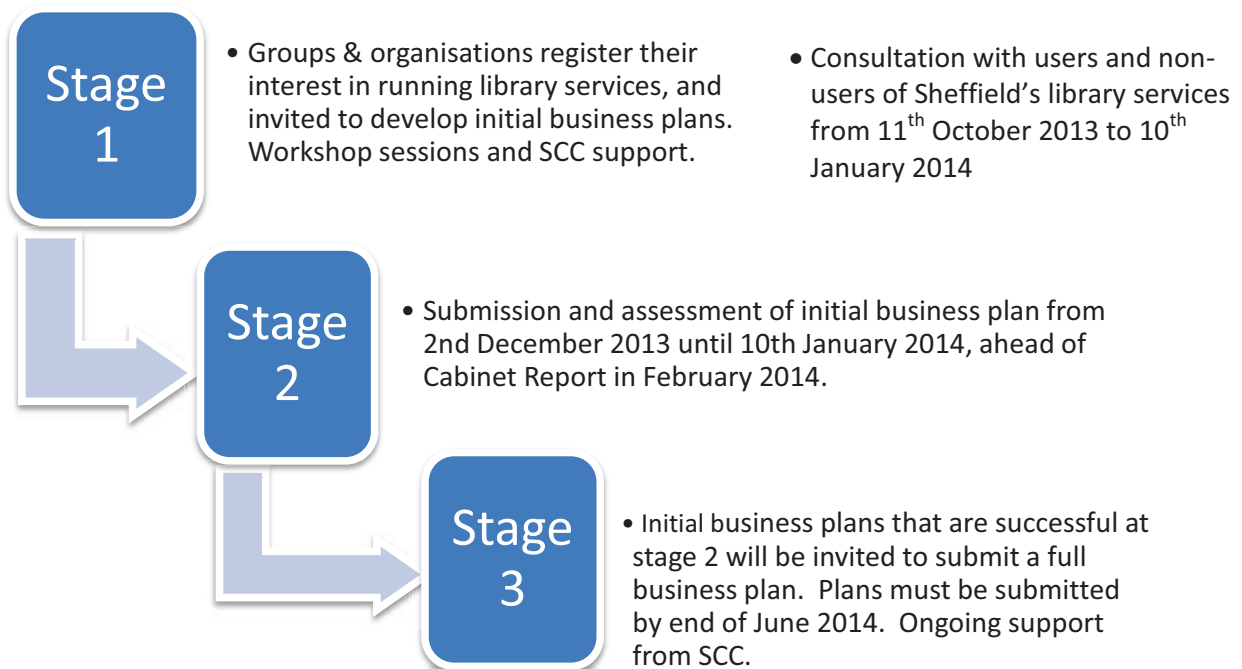 Stage
1
• Groups & organisations register their
interest in running library services, and
invited to develop initial business plans.
Workshop sessions and SCC support.
• Consultation with users and non-
users of Sheffield's library services
from 11th October 2013 to 10th
January 2014
Stage
2
• Submission and assessment of initial business plan from
2nd December 2013 until 10th January 2014, ahead of
Cabinet Report in February 2014.
Stage
3
• Initial business plans that are successful at
stage 2 will be invited to submit a full
business plan.  Plans must be submitted
by end of June 2014.  Ongoing support
from SCC.